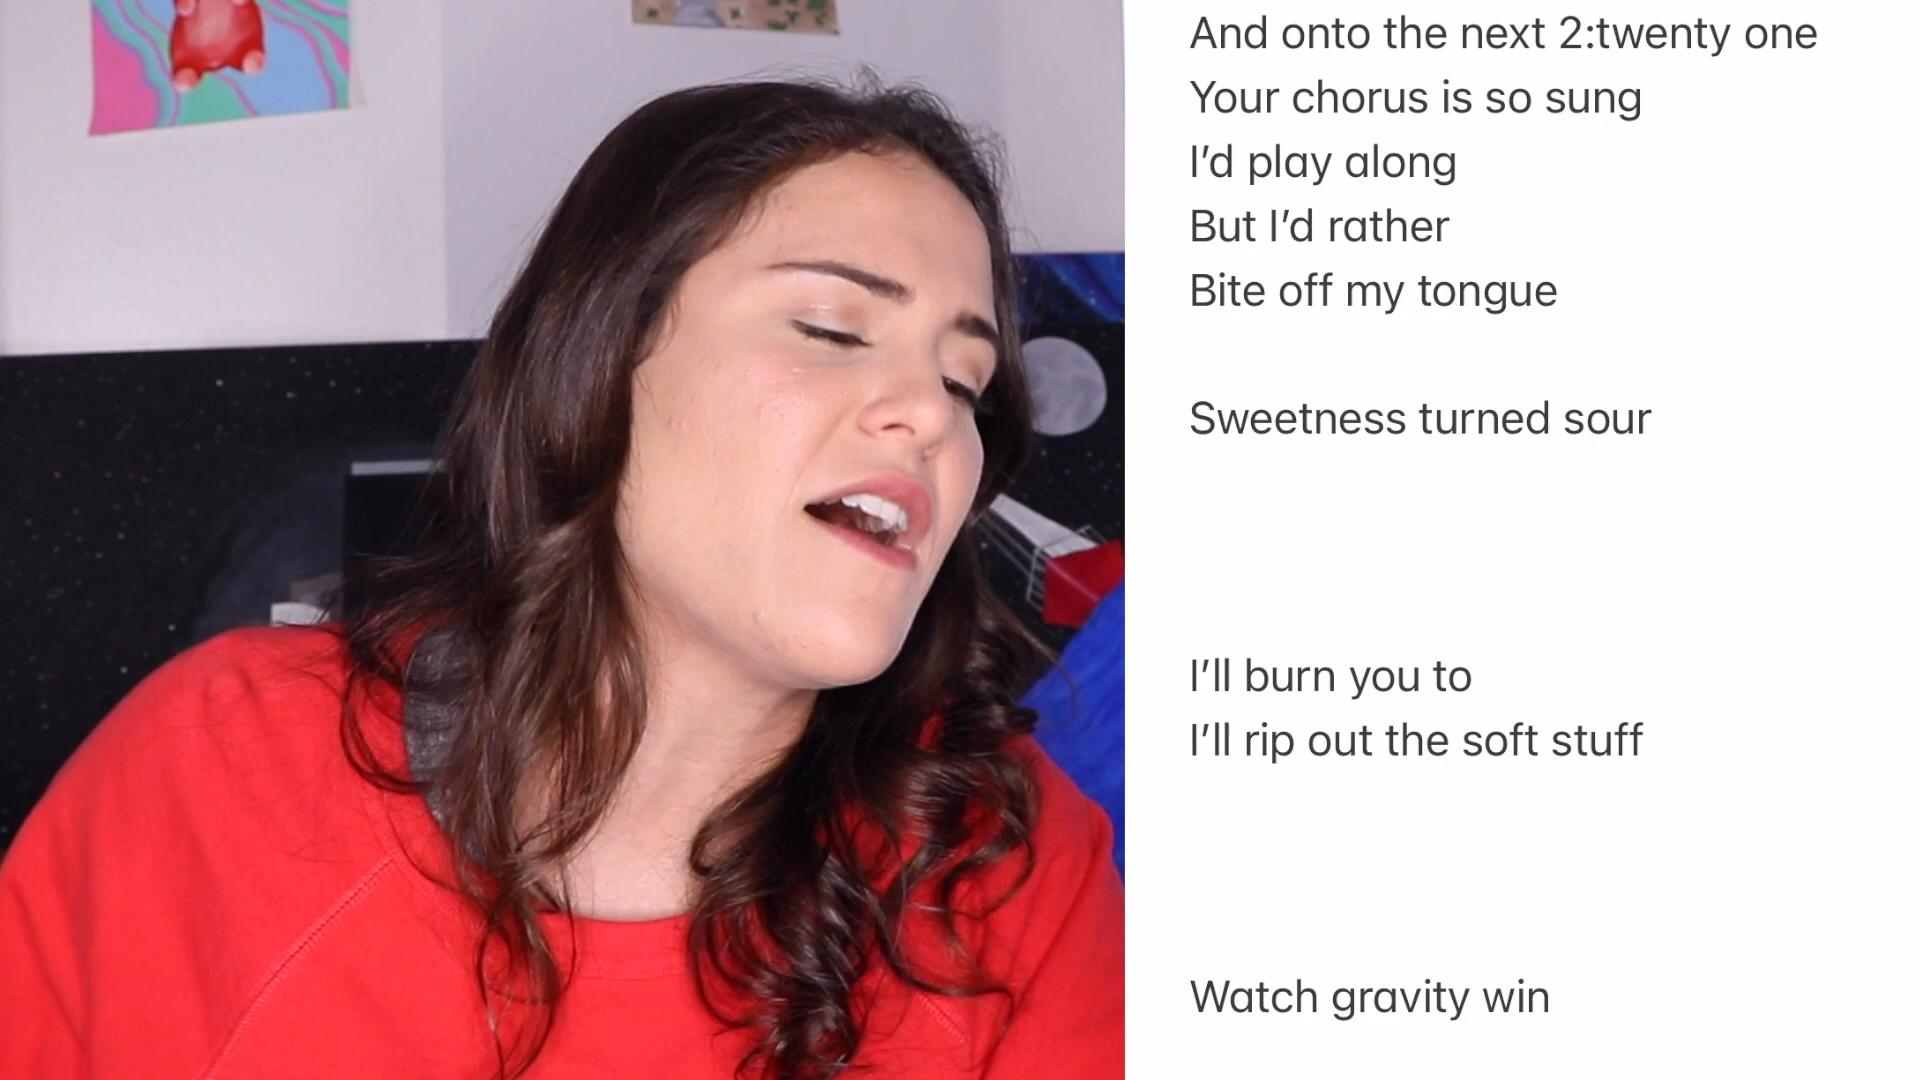 And onto the next 2:twenty one
Your chorus is so sung
I’d play along
But I’d rather
Bite off my tongue
Sweetness turned sour
I’ll burn you to
I’ll rip out the soft stuff
Watch gravity win